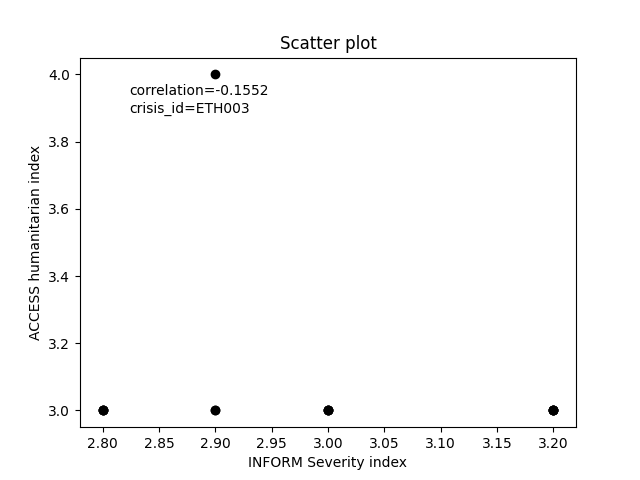 Scatter plot
4.0
correlation=-0.1552
crisis_id=ETH003
3.8
3.6
3.4
3.2
3.0
ACCESS humanitarian index
2.80 2.85 2.90 2.95 3.00 3.05 3.10 3.15 3.20
INFORM Severity index